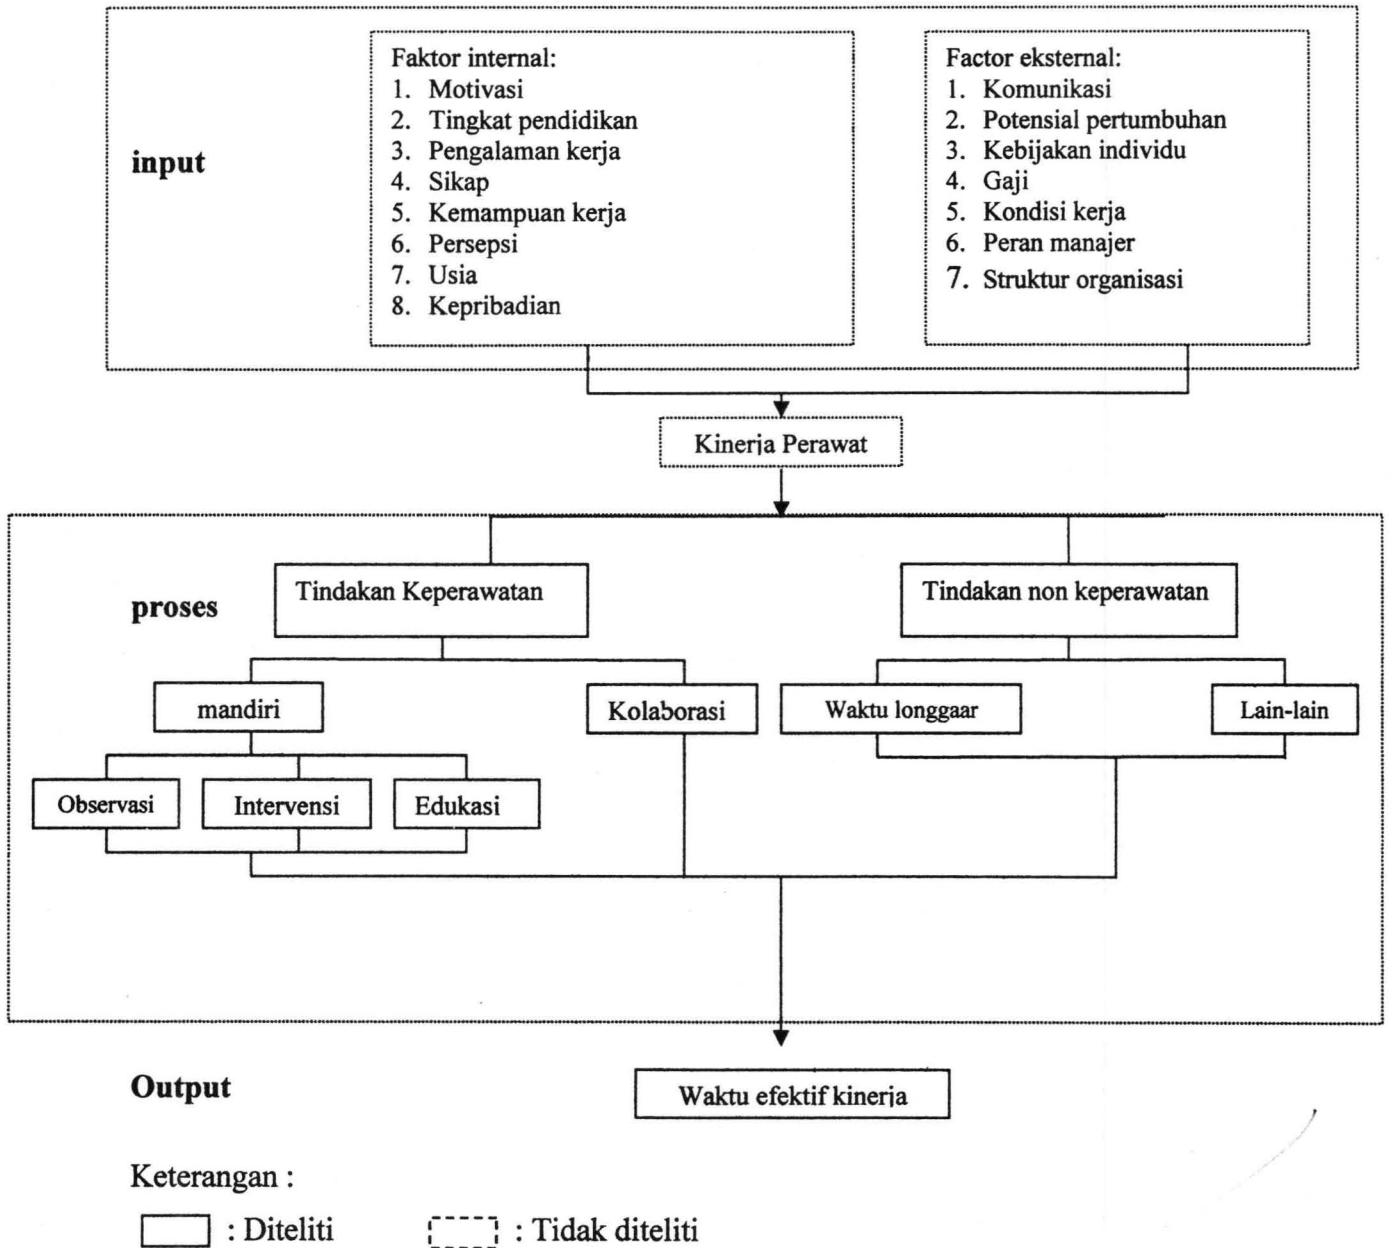 Faktor internal:
1. Motivasi
2. Tingkat pendidikan
3. Pengalaman kerja
4. Sikap
5. Kemampuan kerja
6. Persepsi
7. Usia
8. Kepribadian
Factor eksternal:
1. Komunikasi
2. Potensial pertumbuhan
3. Kebijakan individu
4. Gaji
5. Kondisi kerja
6. Peran manajer
7. Struktur organisasi
input
Kinerja Perawat
proses
Tindakan Keperawatan
Tindakan non keperawatan
mandiri
Kolaborasi
Waktu longgaar
Lain-lain
Observasi
Intervensi
Edukasi
Output
Waktu efektif kinerja
Keterangan :
: Diteliti
: Tidak diteliti